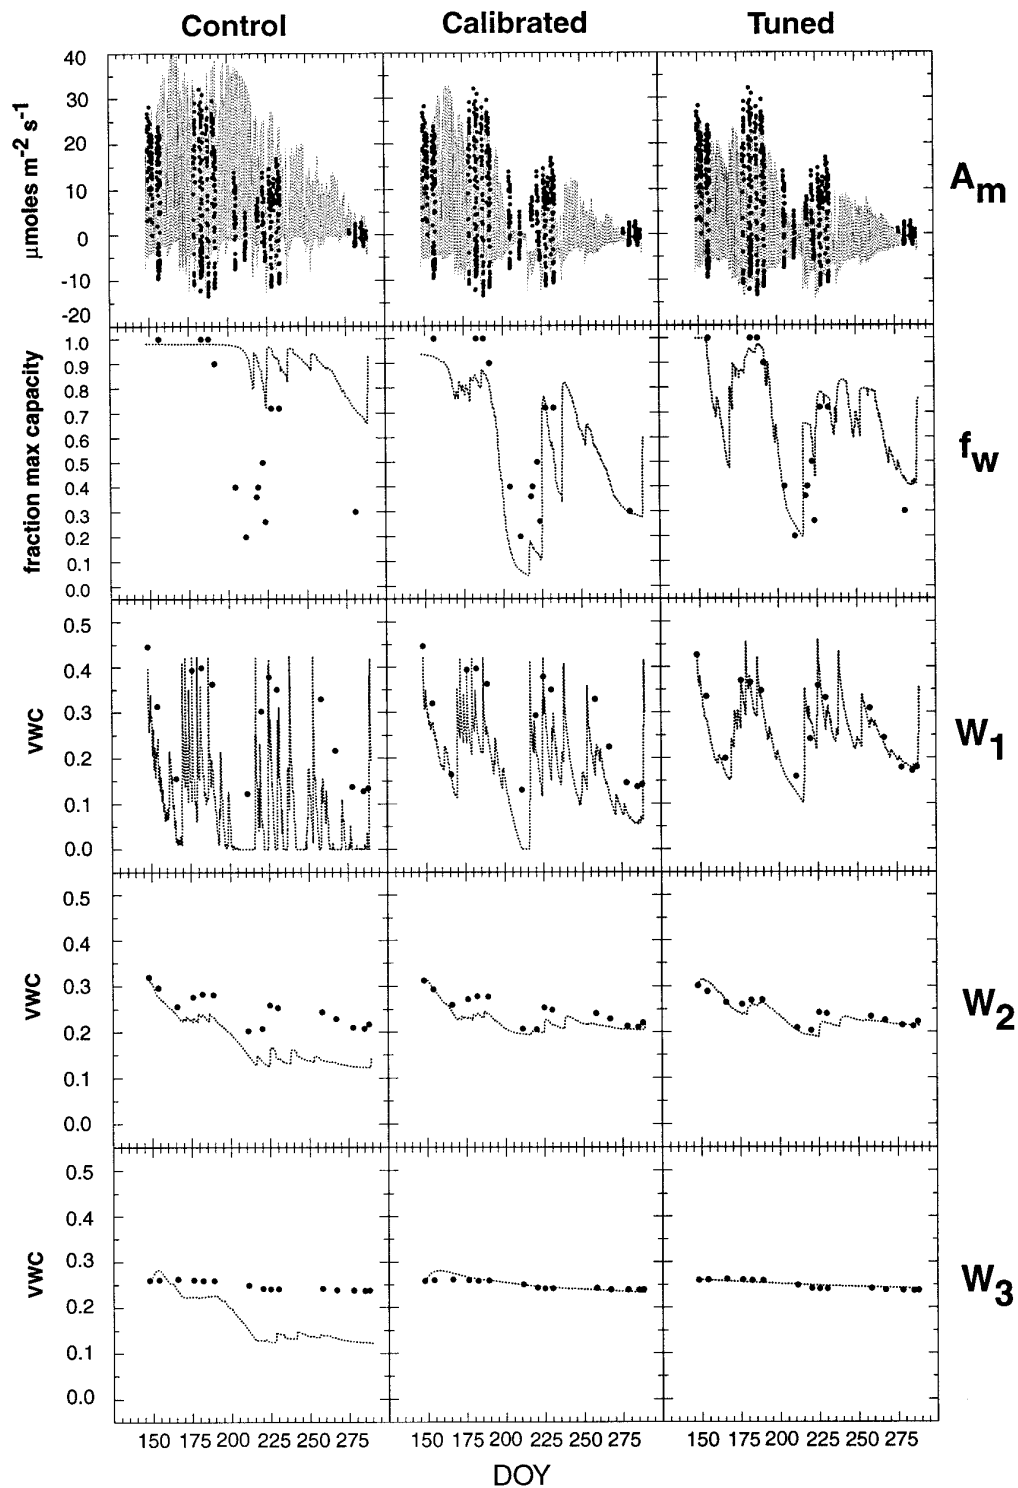 Control Calibrated Tuned
40
30
20
10
0
-10
-20
μmoles m-2 s-1
Am
1.0
0.9
0.8
0.7
0.6
0.5
0.4
0.3
0.2
0.1
0.0
fraction max capacity
fw
0.5
0.4
0.3
0.2
0.1
0.0
VWC
W1
0.5
0.4
0.3
0.2
0.1
0.0
VWC
W2
0.5
0.4
0.3
0.2
0.1
0.0
VWC
W3
150 175 200 225 250 275 150 175 200 225 250 275 150 175 200 225 250 275
DOY